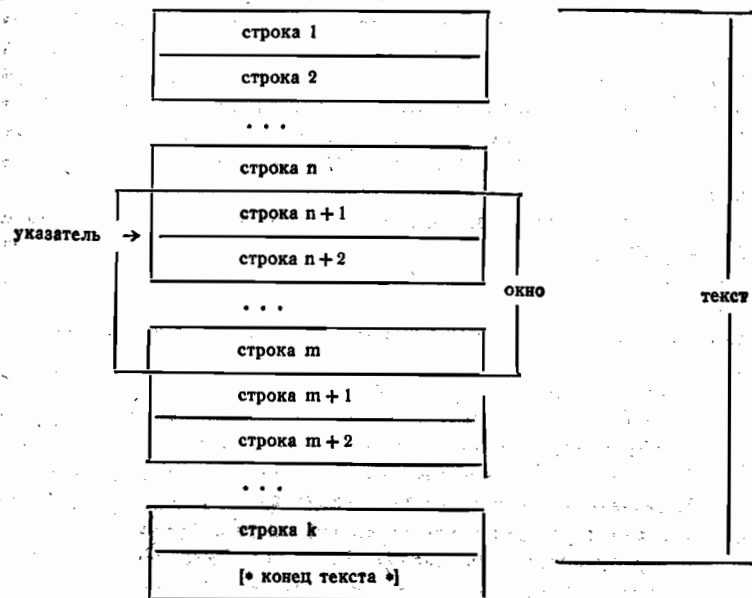 строка 1
строка 2
. . .
строка n
строка n + 1
указатель →
строка n + 2
окно
текст
. . .
строка m
строка m + 1
строка m + 2
. . .
строка k
[* конец текста *]